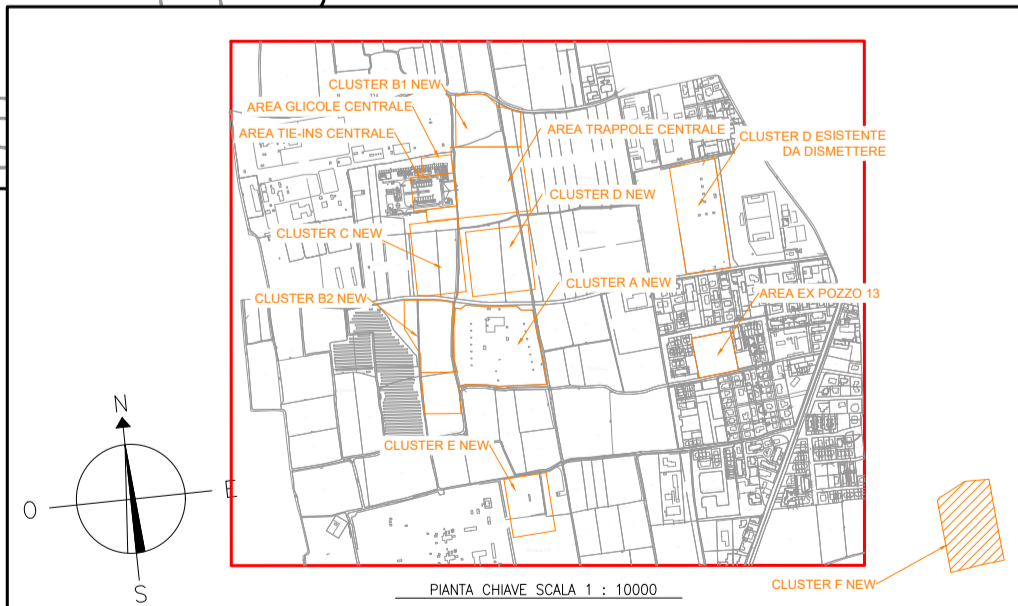 CLUSTER B1 NEW
AREA GLICOLE CENTRALE
AREA TIE-INS CENTRALE
AREA TRAPPOLE CENTRALE
CLUSTER D ESISTENTE
DA DISMETTERE
CLUSTER D NEW
CLUSTER C NEW
CLUSTER A NEW
CLUSTER B2 NEW
AREA EX POZZO 13
CLUSTER E NEW
N
O
E
S
PIANTA CHIAVE SCALA 1 : 10000
CLUSTER F NEW